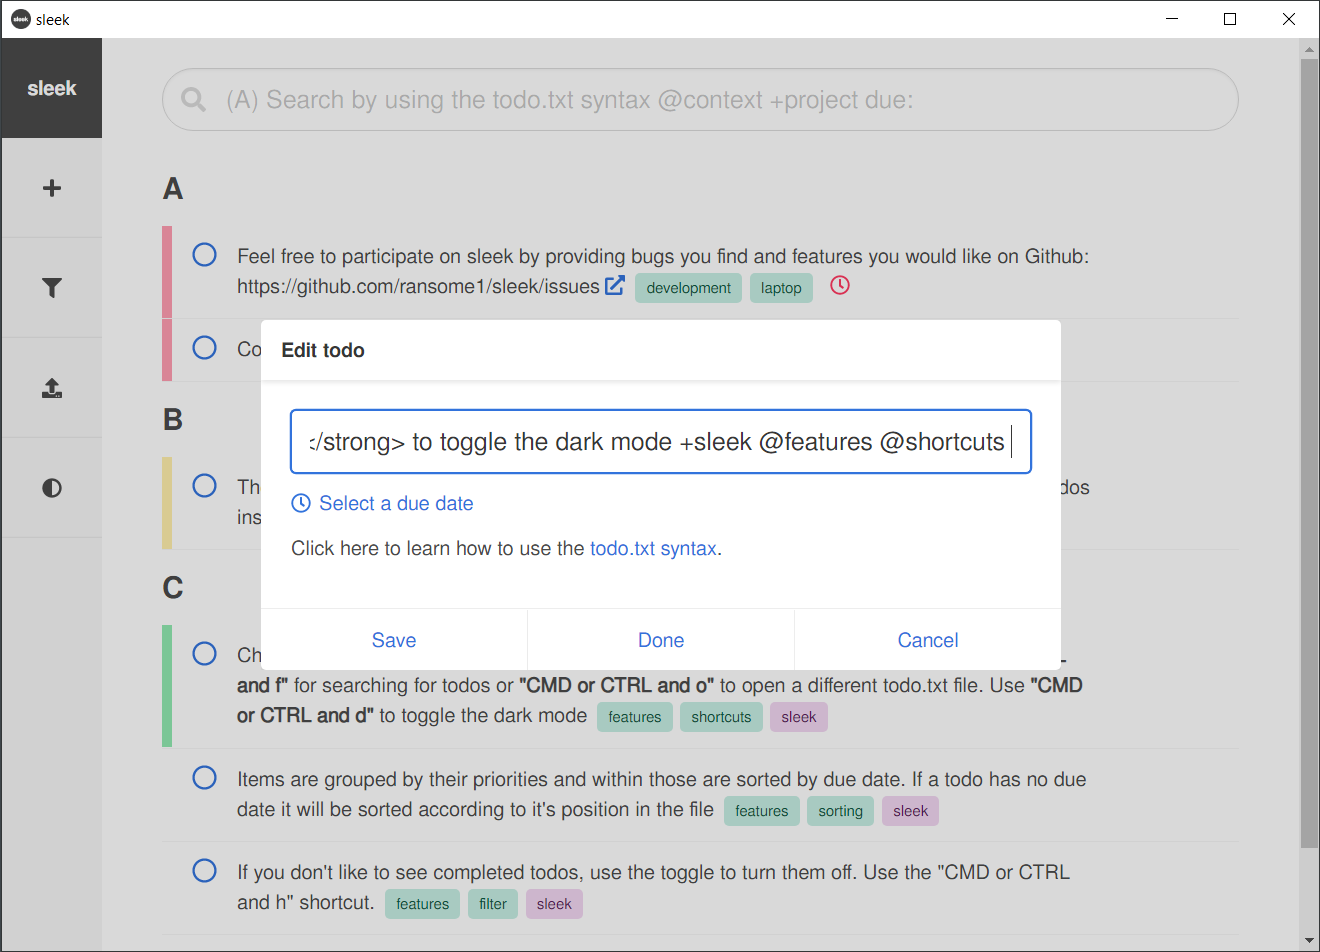 sleek
sleek
(A) Search by using the todo.txt syntax @context +project due:
A
Feel free to participate on sleek by providing bugs you find and features you would like on Github:
https://github.com/ransome1/sleek/issues development laptop
Co
Edit todo
</strong> to toggle the dark mode +sleek @features @shortcuts
Select a due date
Click here to learn how to use the todo.txt syntax.
Save Done Cancel
B
Th dos
ins
C
Ch
and f" for searching for todos or "CMD or CTRL and o" to open a different todo.txt file. Use "CMD
or CTRL and d" to toggle the dark mode features shortcuts sleek
Items are grouped by their priorities and within those are sorted by due date. If a todo has no due
date it will be sorted according to it's position in the file features sorting sleek
If you don't like to see completed todos, use the toggle to turn them off. Use the "CMD or CTRL
and h" shortcut. features filter sleek